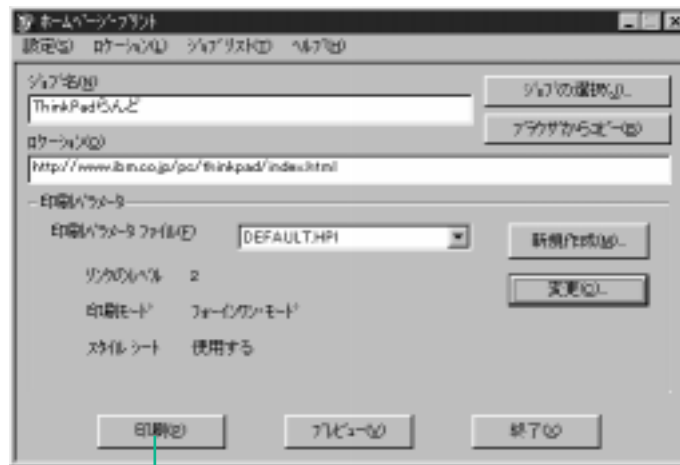 ホームページ・プリント
設定(S) ロケーション(L) ジョブリスト(T) ヘルプ(H)
ジョブ名(N)
ThinkPadらんど
ジョブの選択(J)...
ブラウザからコピー(B)
ロケーション(O)
http://www.ibm.co.jp/pc/thinkpad/index.html
印刷パラメータ
印刷パラメータ ファイル(F) DEFAULT.HPI
新規作成(M)...
リンクのレベル 2
変更(C)...
印刷モード フォーインワン・モード
スタイル シート 使用する
印刷(P) プレビュー(V) 終了(X)